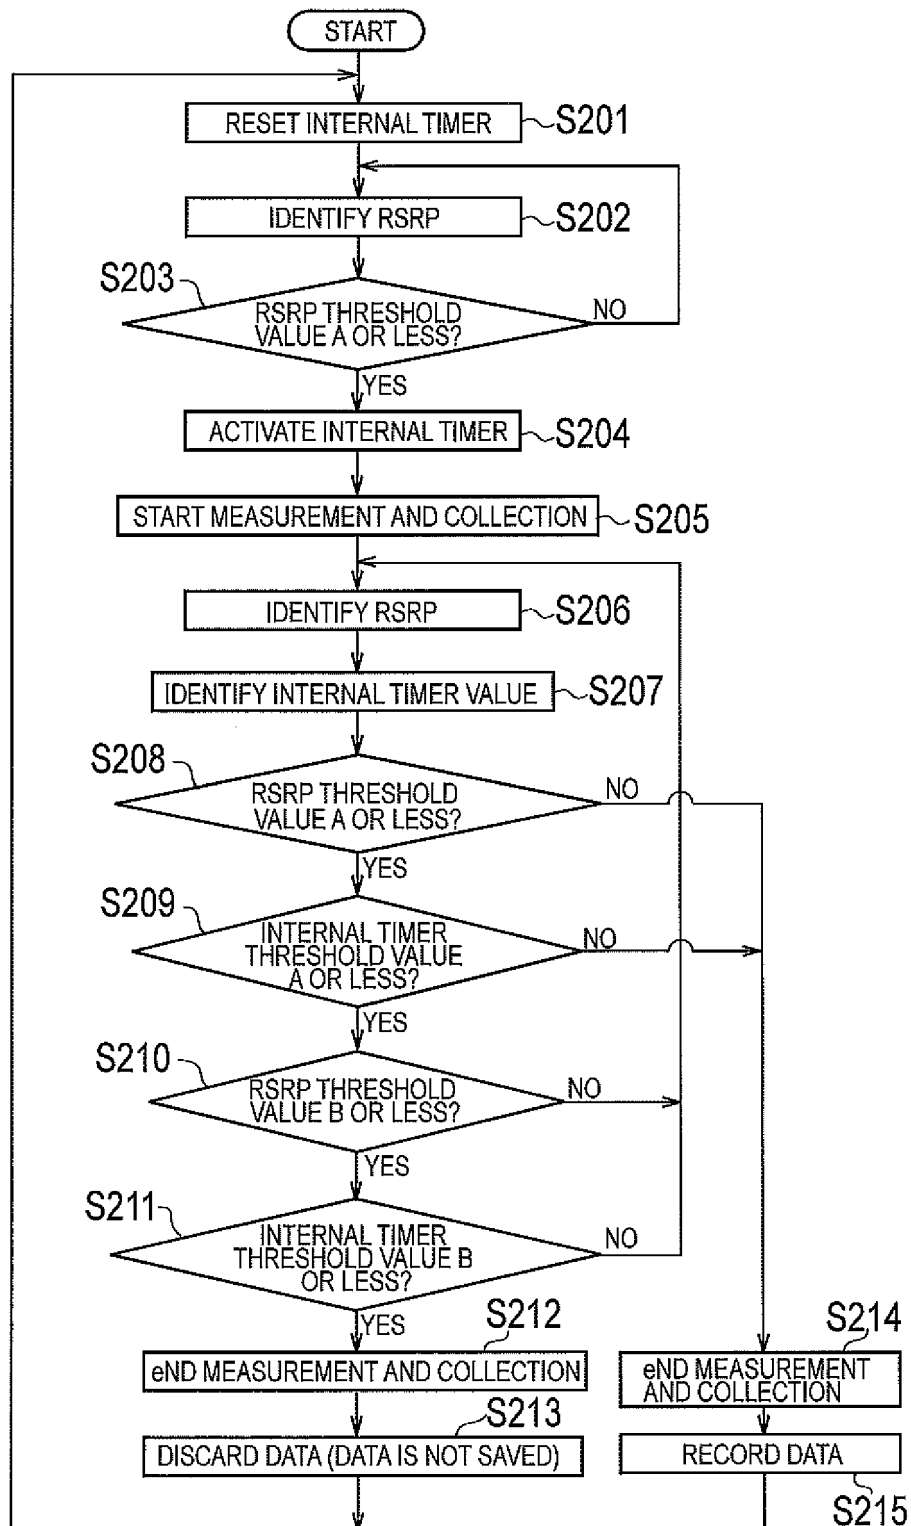 START
RESET INTERNAL TIMER
S201
IDENTIFY RSRP
S202
S203
RSRP THRESHOLD
VALUE A OR LESS?
NO
YES
ACTIVATE INTERNAL TIMER
S204
START MEASUREMENT AND COLLECTION
S205
IDENTIFY RSRP
S206
IDENTIFY INTERNAL TIMER VALUE
S207
S208
RSRP THRESHOLD
VALUE A OR LESS?
NO
YES
S209
INTERNAL TIMER
THRESHOLD VALUE
A OR LESS?
NO
YES
S210
RSRP THRESHOLD
VALUE B OR LESS?
NO
YES
S211
INTERNAL TIMER
THRESHOLD VALUE B
OR LESS?
NO
YES
S212
eND MEASUREMENT AND COLLECTION
S213
DISCARD DATA (DATA IS NOT SAVED)
S214
eND MEASUREMENT
AND COLLECTION
RECORD DATA
S215